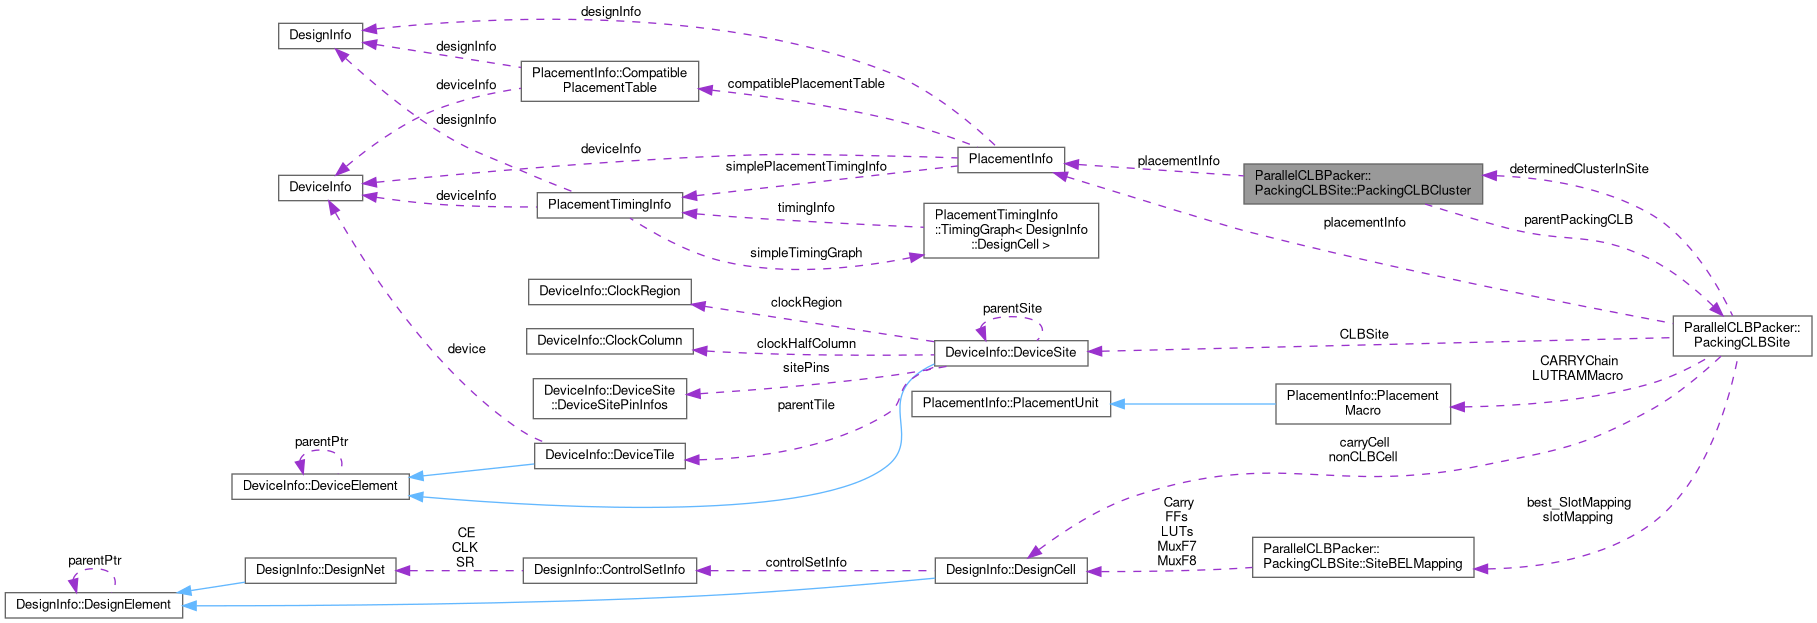 designInfo
DesignInfo
designInfo
PlacementInfo::Compatible
PlacementTable
deviceInfo
compatiblePlacementTable
designInfo
deviceInfo
simplePlacementTimingInfo
PlacementInfo
placementInfo
ParallelCLBPacker::
PackingCLBSite::PackingCLBCluster
determinedClusterInSite
DeviceInfo
deviceInfo
PlacementTimingInfo
timingInfo
PlacementTimingInfo
::TimingGraph< DesignInfo
::DesignCell >
placementInfo
parentPackingCLB
simpleTimingGraph
DeviceInfo::ClockRegion
clockRegion
parentSite
DeviceInfo::ClockColumn
clockHalfColumn
DeviceInfo::DeviceSite
CLBSite
ParallelCLBPacker::
PackingCLBSite
device
sitePins
DeviceInfo::DeviceSite
::DeviceSitePinInfos
parentTile
PlacementInfo::PlacementUnit
PlacementInfo::Placement
Macro
CARRYChain
LUTRAMMacro
parentPtr
DeviceInfo::DeviceTile
carryCell
nonCLBCell
DeviceInfo::DeviceElement
best_SlotMapping
slotMapping
Carry
FFs
LUTs
MuxF7
MuxF8
CE
CLK
SR
parentPtr
DesignInfo::DesignNet
DesignInfo::ControlSetInfo
controlSetInfo
DesignInfo::DesignCell
ParallelCLBPacker::
PackingCLBSite::SiteBELMapping
DesignInfo::DesignElement